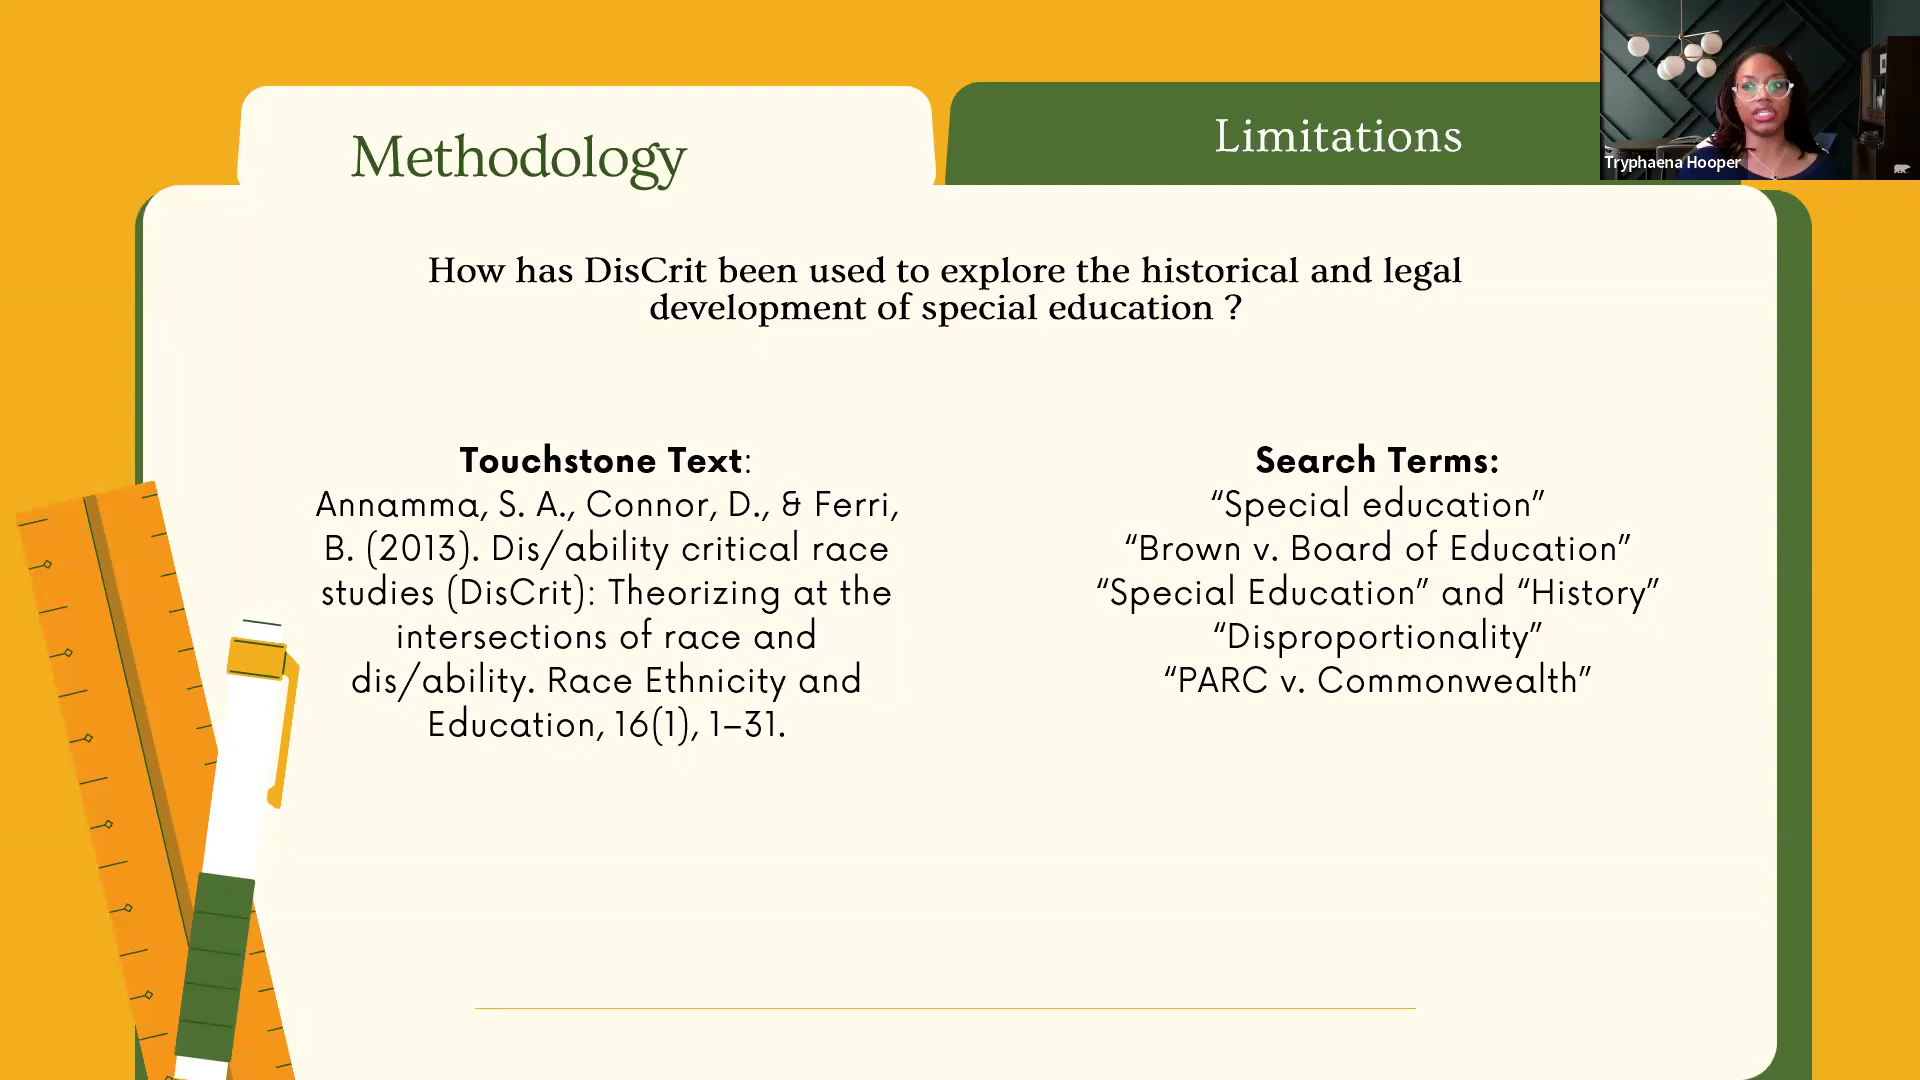 Methodology
Limitations
Tryphaena Hooper
How has DisCrit been used to explore the historical and legal
development of special education ?
Touchstone Text:
Annamma, S. A., Connor, D., & Ferri,
B. (2013). Dis/ability critical race
studies (DisCrit): Theorizing at the
intersections of race and
dis/ability. Race Ethnicity and
Education, 16(1), 1–31.
Search Terms:
“Special education”
“Brown v. Board of Education”
“Special Education” and “History”
“Disproportionality”
“PARC v. Commonwealth”